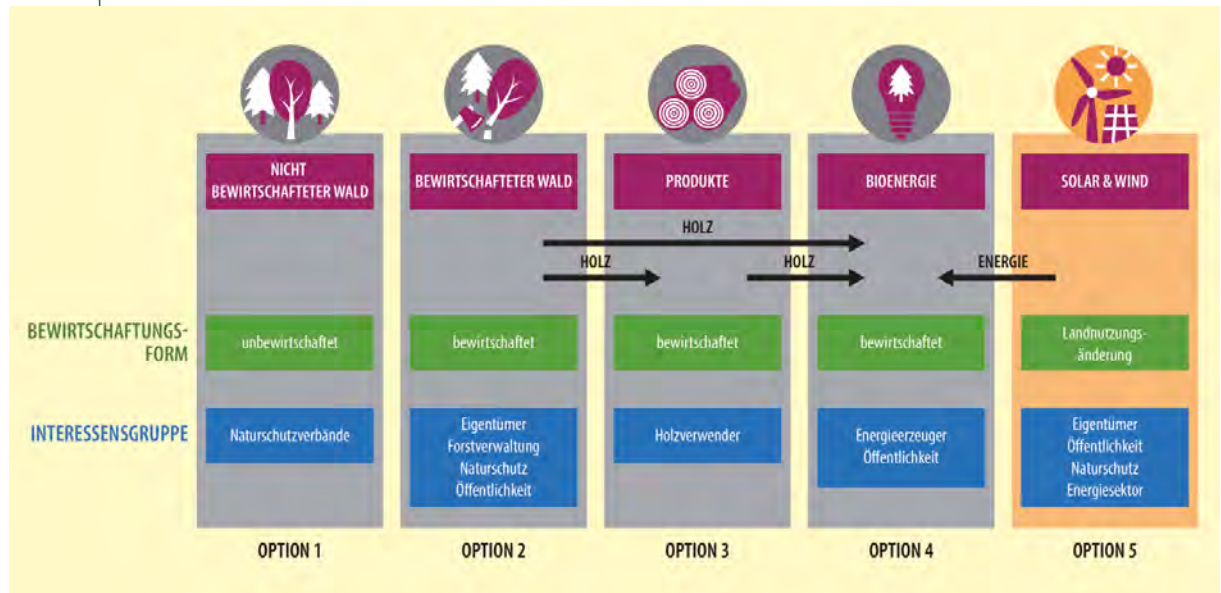 NICHT
BEWIRTSCHAFTETER WALD
BEWIRTSCHAFTETER WALD
PRODUKTE
BIOENERGIE
SOLAR & WIND
HOLZ
HOLZ
HOLZ
ENERGIE
BEWIRTSCHAFTUNGS-
FORM
unbewirtschaftet
bewirtschaftet
bewirtschaftet
bewirtschaftet
Landnutzungs-
änderung
INTERESSENSGRUPPE
Naturschutzverbände
Eigentümer
Forstverwaltung
Naturschutz
Öffentlichkeit
Holzverwender
Energieerzeuger
Öffentlichkeit
Eigentümer
Öffentlichkeit
Naturschutz
Energiesektor
OPTION 1
OPTION 2
OPTION 3
OPTION 4
OPTION 5